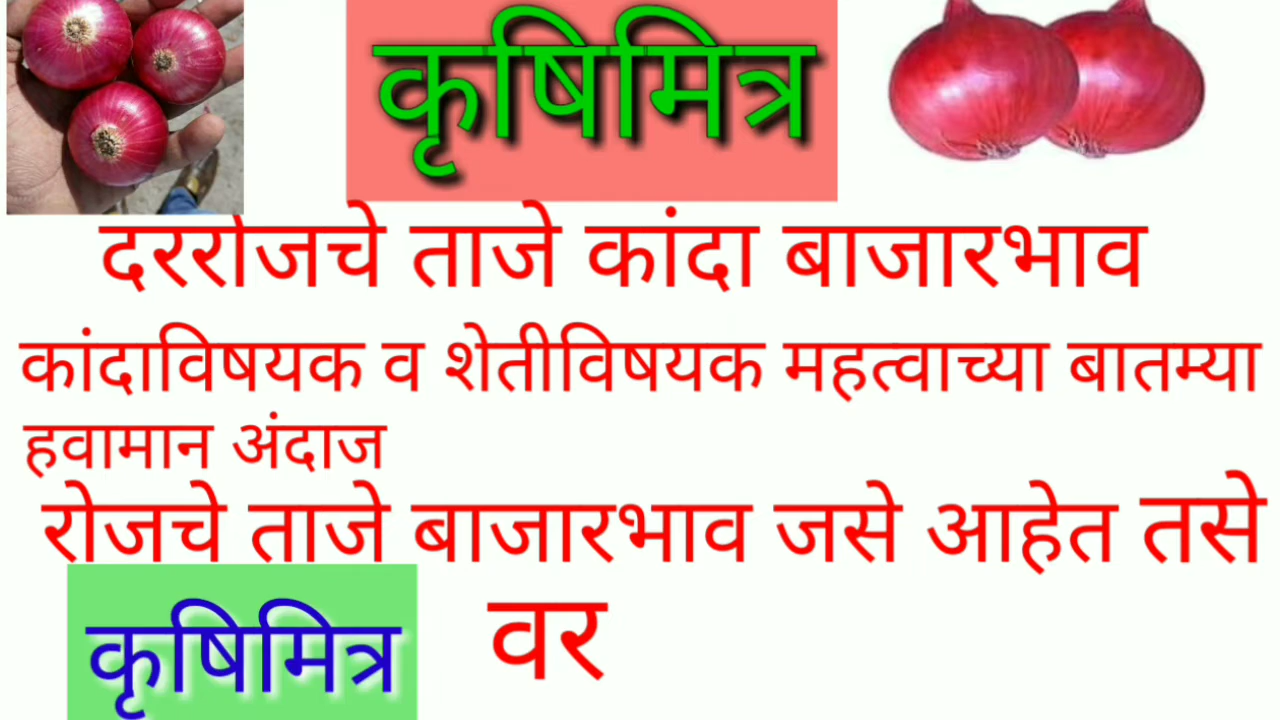 कृषिमित्र
दररोजचे ताजे कांदा बाजारभाव
कांदाविषयक व शेतीविषयक महत्वाच्या बातम्या
हवामान अंदाज
रोजचे ताजे बाजारभाव जसे आहेत तसे
कृषिमित्र वर